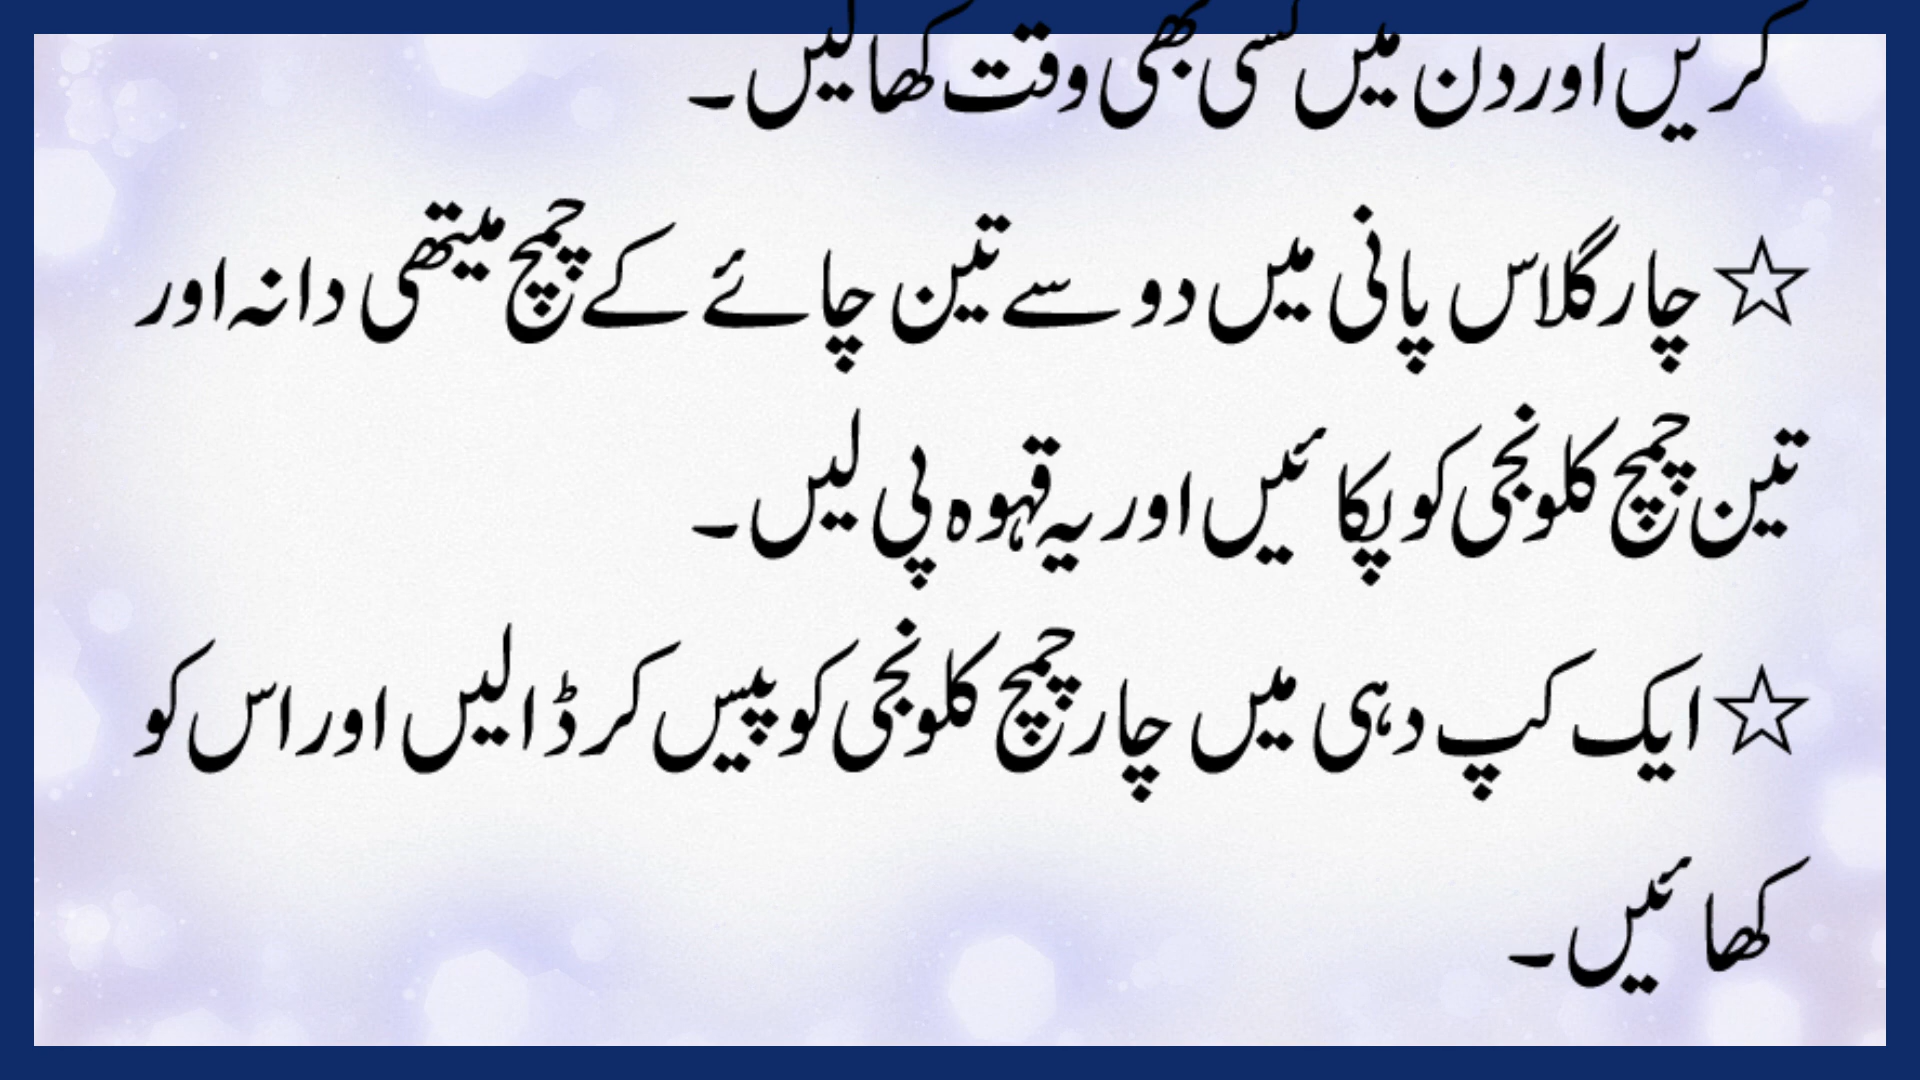 کریں اور دن میں کسی بھی وقت کھالیں۔
☆ چار گلاس پانی میں دو سے تین چائے کے چمچ میتھی دانہ اور
تین چمچ کلونجی کو پکائیں اور یہ قہوہ پی لیں۔
☆ ایک کپ دہی میں چار چمچ کلونجی کو پیس کر ڈالیں اور اس کو
کھائیں۔